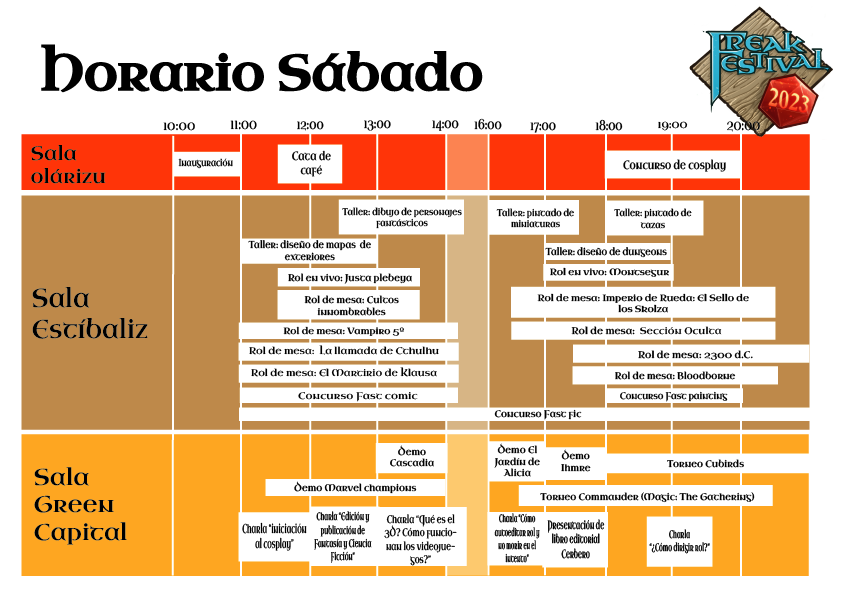 Horario Sábado
Freak
Festival
2023
10:00 11:00 12:00 13:00 14:00 16:00 17:00 18:00 19:00 20:00
Sala
olárizu
Inauguración
Cata de
café
Concurso de cosplay
Sala
Estíbaliz
Taller: dibujo de personajes
fantásticos
Taller: pintado de
miniaturas
Taller: pintado de
tazas
Taller: diseño de mapas de
exteriores
Taller: diseño de dungeons
Rol en vivo: Justa plebeya
Rol en vivo: Montsegur
Rol de mesa: Cultos
innombrables
Rol de mesa: Imperio de Rueda: El Sello de
los Skolza
Rol de mesa: Vampiro 5ª
Rol de mesa: Sección Oculta
Rol de mesa: La llamada de Cthulhu
Rol de mesa: 2300 d.C.
Rol de mesa: El Martirio de Klausa
Rol de mesa: Bloodborne
Concurso Fast comic
Concurso Fast painting
Concurso Fast fic
Sala
Green
Capital
Demo
Cascadia
Demo El
Jardín de
Alicia
Demo
Ihmre
Torneo Cubirds
Demo Marvel champions
Torneo Commander (Magic: The Gathering)
Charla "iniciación
al cosplay"
Charla "Edición y
publicación de
Fantasía y Ciencia
Ficción"
Charla "Qué es el
3D? Cómo funcio-
nan los videojue-
gos?"
Charla "Cómo
autoeditar rol y
no morir en el
intento"
Presentación de
libro editorial
Cerbero
Charla
"¿Cómo dirigir rol?"